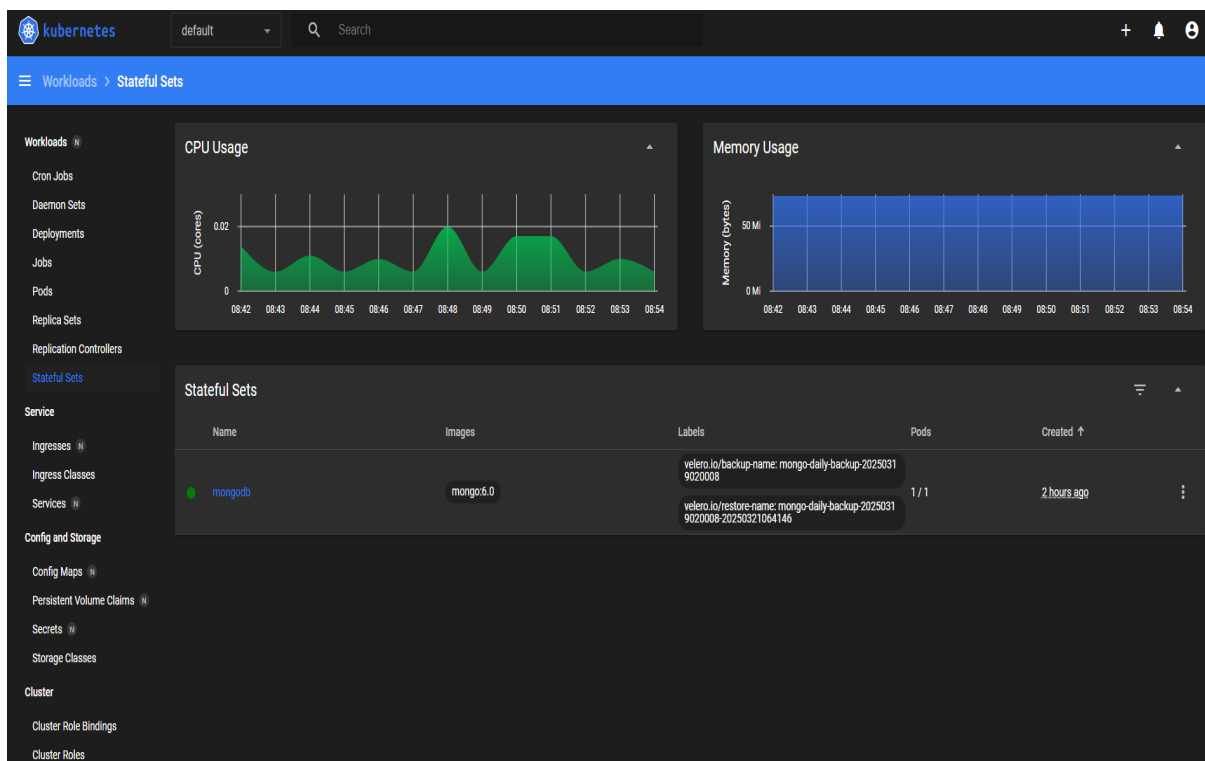 kubernetes
default
Search
Workloads > Stateful Sets
Workloads N
Cron Jobs
Daemon Sets
Deployments
Jobs
Pods
Replica Sets
Replication Controllers
Stateful Sets
Service
Ingresses N
Ingress Classes
Services N
Config and Storage
Config Maps N
Persistent Volume Claims N
Secrets N
Storage Classes
Cluster
Cluster Role Bindings
Cluster Roles
CPU Usage
CPU (cores)
0.02
0
08:42 08:43 08:44 08:45 08:46 08:47 08:48 08:49 08:50 08:51 08:52 08:53 08:54
Memory Usage
Memory (bytes)
50 Mi
0 Mi
08:42 08:43 08:44 08:45 08:46 08:47 08:48 08:49 08:50 08:51 08:52 08:53 08:54
Stateful Sets
Name Images Labels Pods Created ↑
mongodb
mongo:6.0
velero.io/backup-name: mongo-daily-backup-2025031
9020008
velero.io/restore-name: mongo-daily-backup-2025031
9020008-20250321064146
1 / 1
2 hours ago